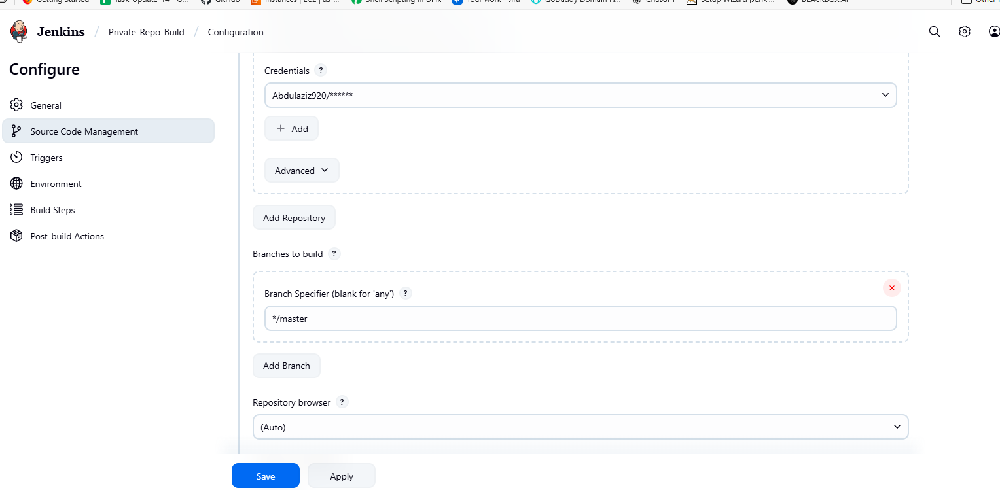 Getting Started
Task_Update_14 - G...
GitHub
Instances | EC2 | us-...
Shell Scripting in Unix
Your work - Jira
GoDaddy Domain N...
ChatGPT
Setup Wizard [Jenki...
BLACKBOX.AI
Jenkins / Private-Repo-Build / Configuration
Configure
General
Source Code Management
Triggers
Environment
Build Steps
Post-build Actions
Credentials ?
Abdulaziz920/******
+ Add
Advanced
Add Repository
Branches to build ?
Branch Specifier (blank for 'any') ?
*/master
Add Branch
Repository browser ?
(Auto)
Save
Apply